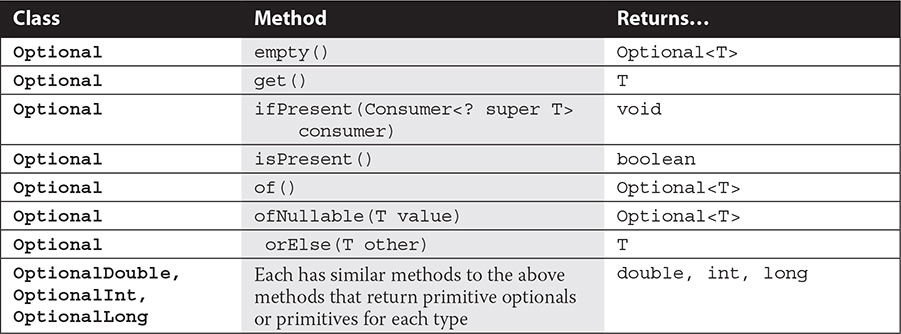 Class Method Returns…
Optional empty() Optional<T>
Optional get() T
Optional ifPresent(Consumer<? super T> void
consumer)
Optional isPresent() boolean
Optional of() Optional<T>
Optional ofNullable(T value) Optional<T>
Optional orElse(T other) T
OptionalDouble, Each has similar methods to the above double, int, long
OptionalInt, methods that return primitive optionals
OptionalLong or primitives for each type